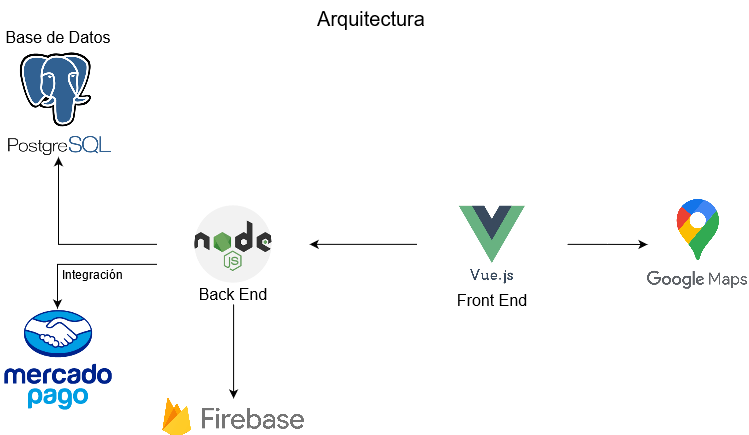 Arquitectura
Base de Datos
PostgreSQL
Integración
mercado
pago
node
JS
Back End
Firebase
Vue.js
Front End
Google Maps